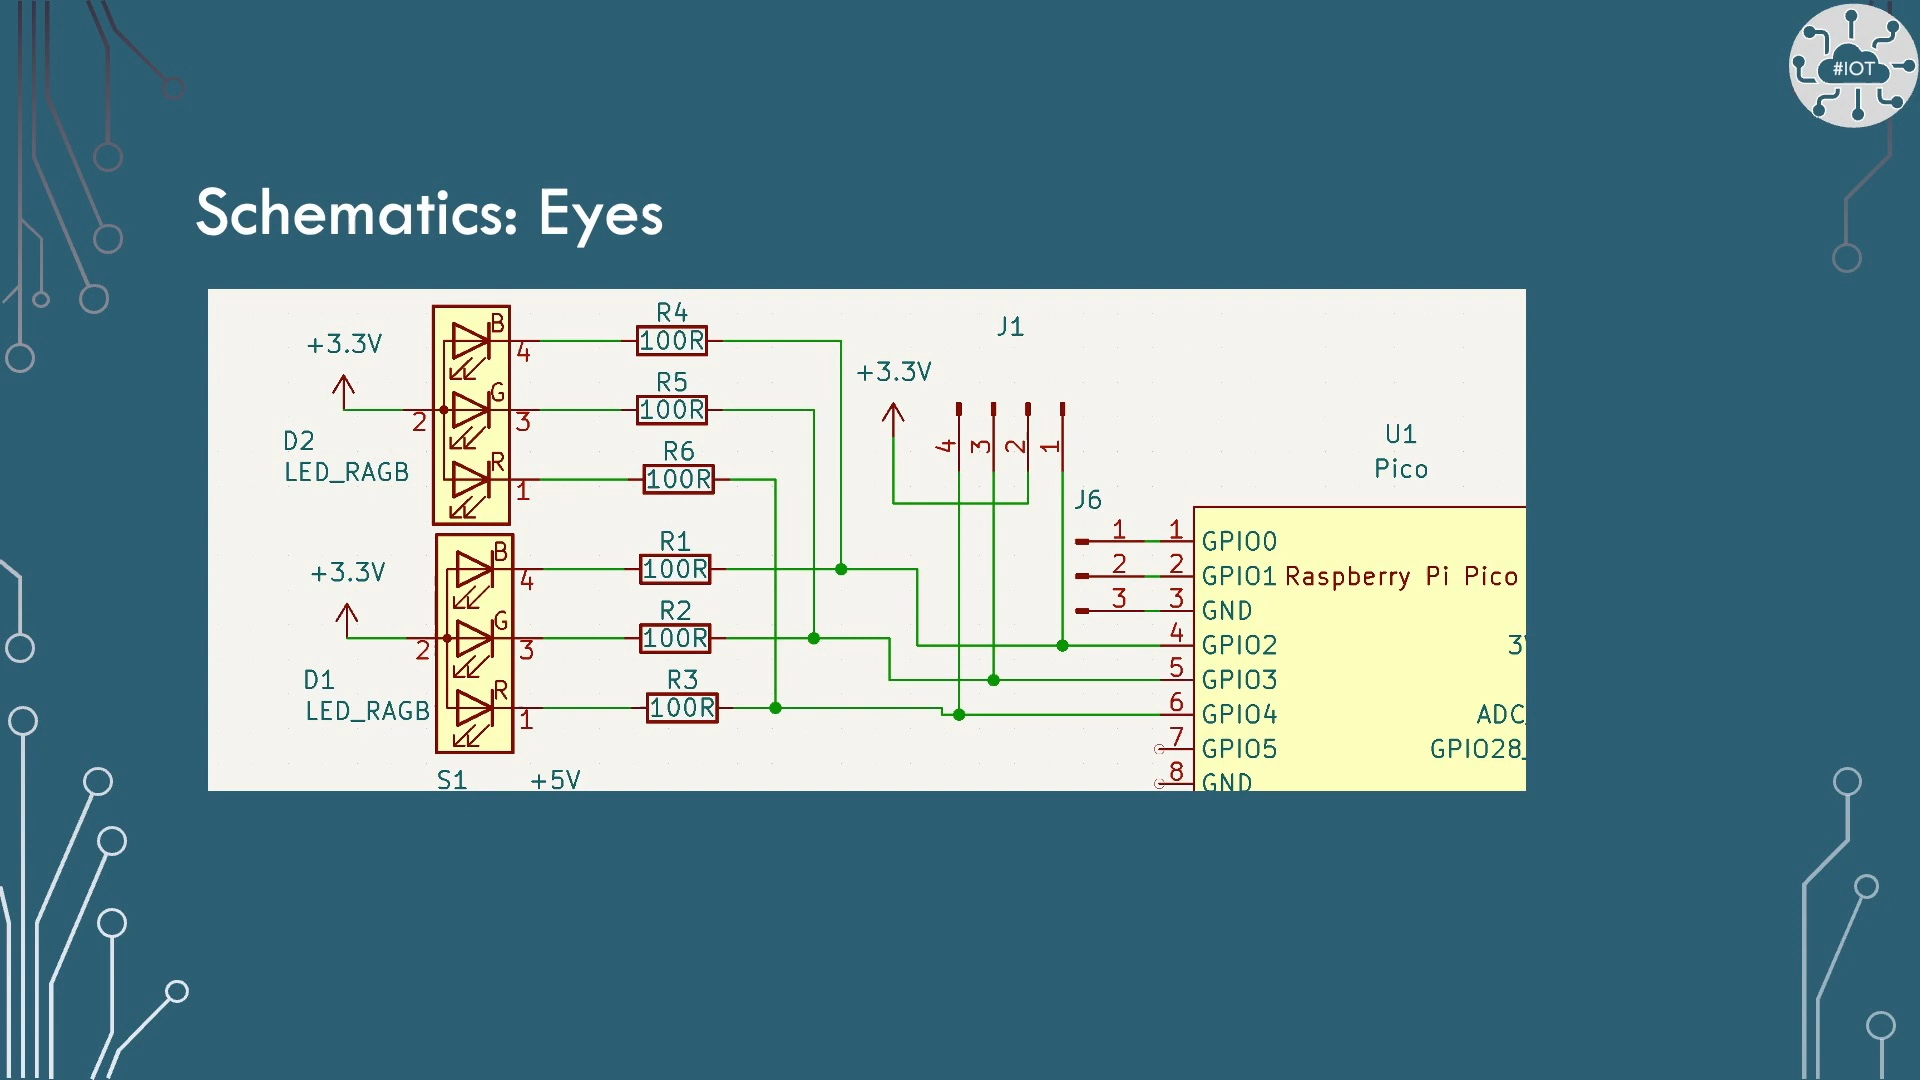 #IOT
Schematics: Eyes
+3.3V
D2
LED_RAGB
2
B
4
G
3
R
1
R4
100R
R5
100R
R6
100R
+3.3V
D1
LED_RAGB
2
B
4
G
3
R
1
R1
100R
R2
100R
R3
100R
S1
+5V
J1
+3.3V
4
3
2
1
J6
1
2
3
U1
Pico
Raspberry Pi Pico
1 GPIO0
2 GPIO1
3 GND
4 GPIO2
5 GPIO3
6 GPIO4
7 GPIO5
8 GND
ADC_
GPIO28_